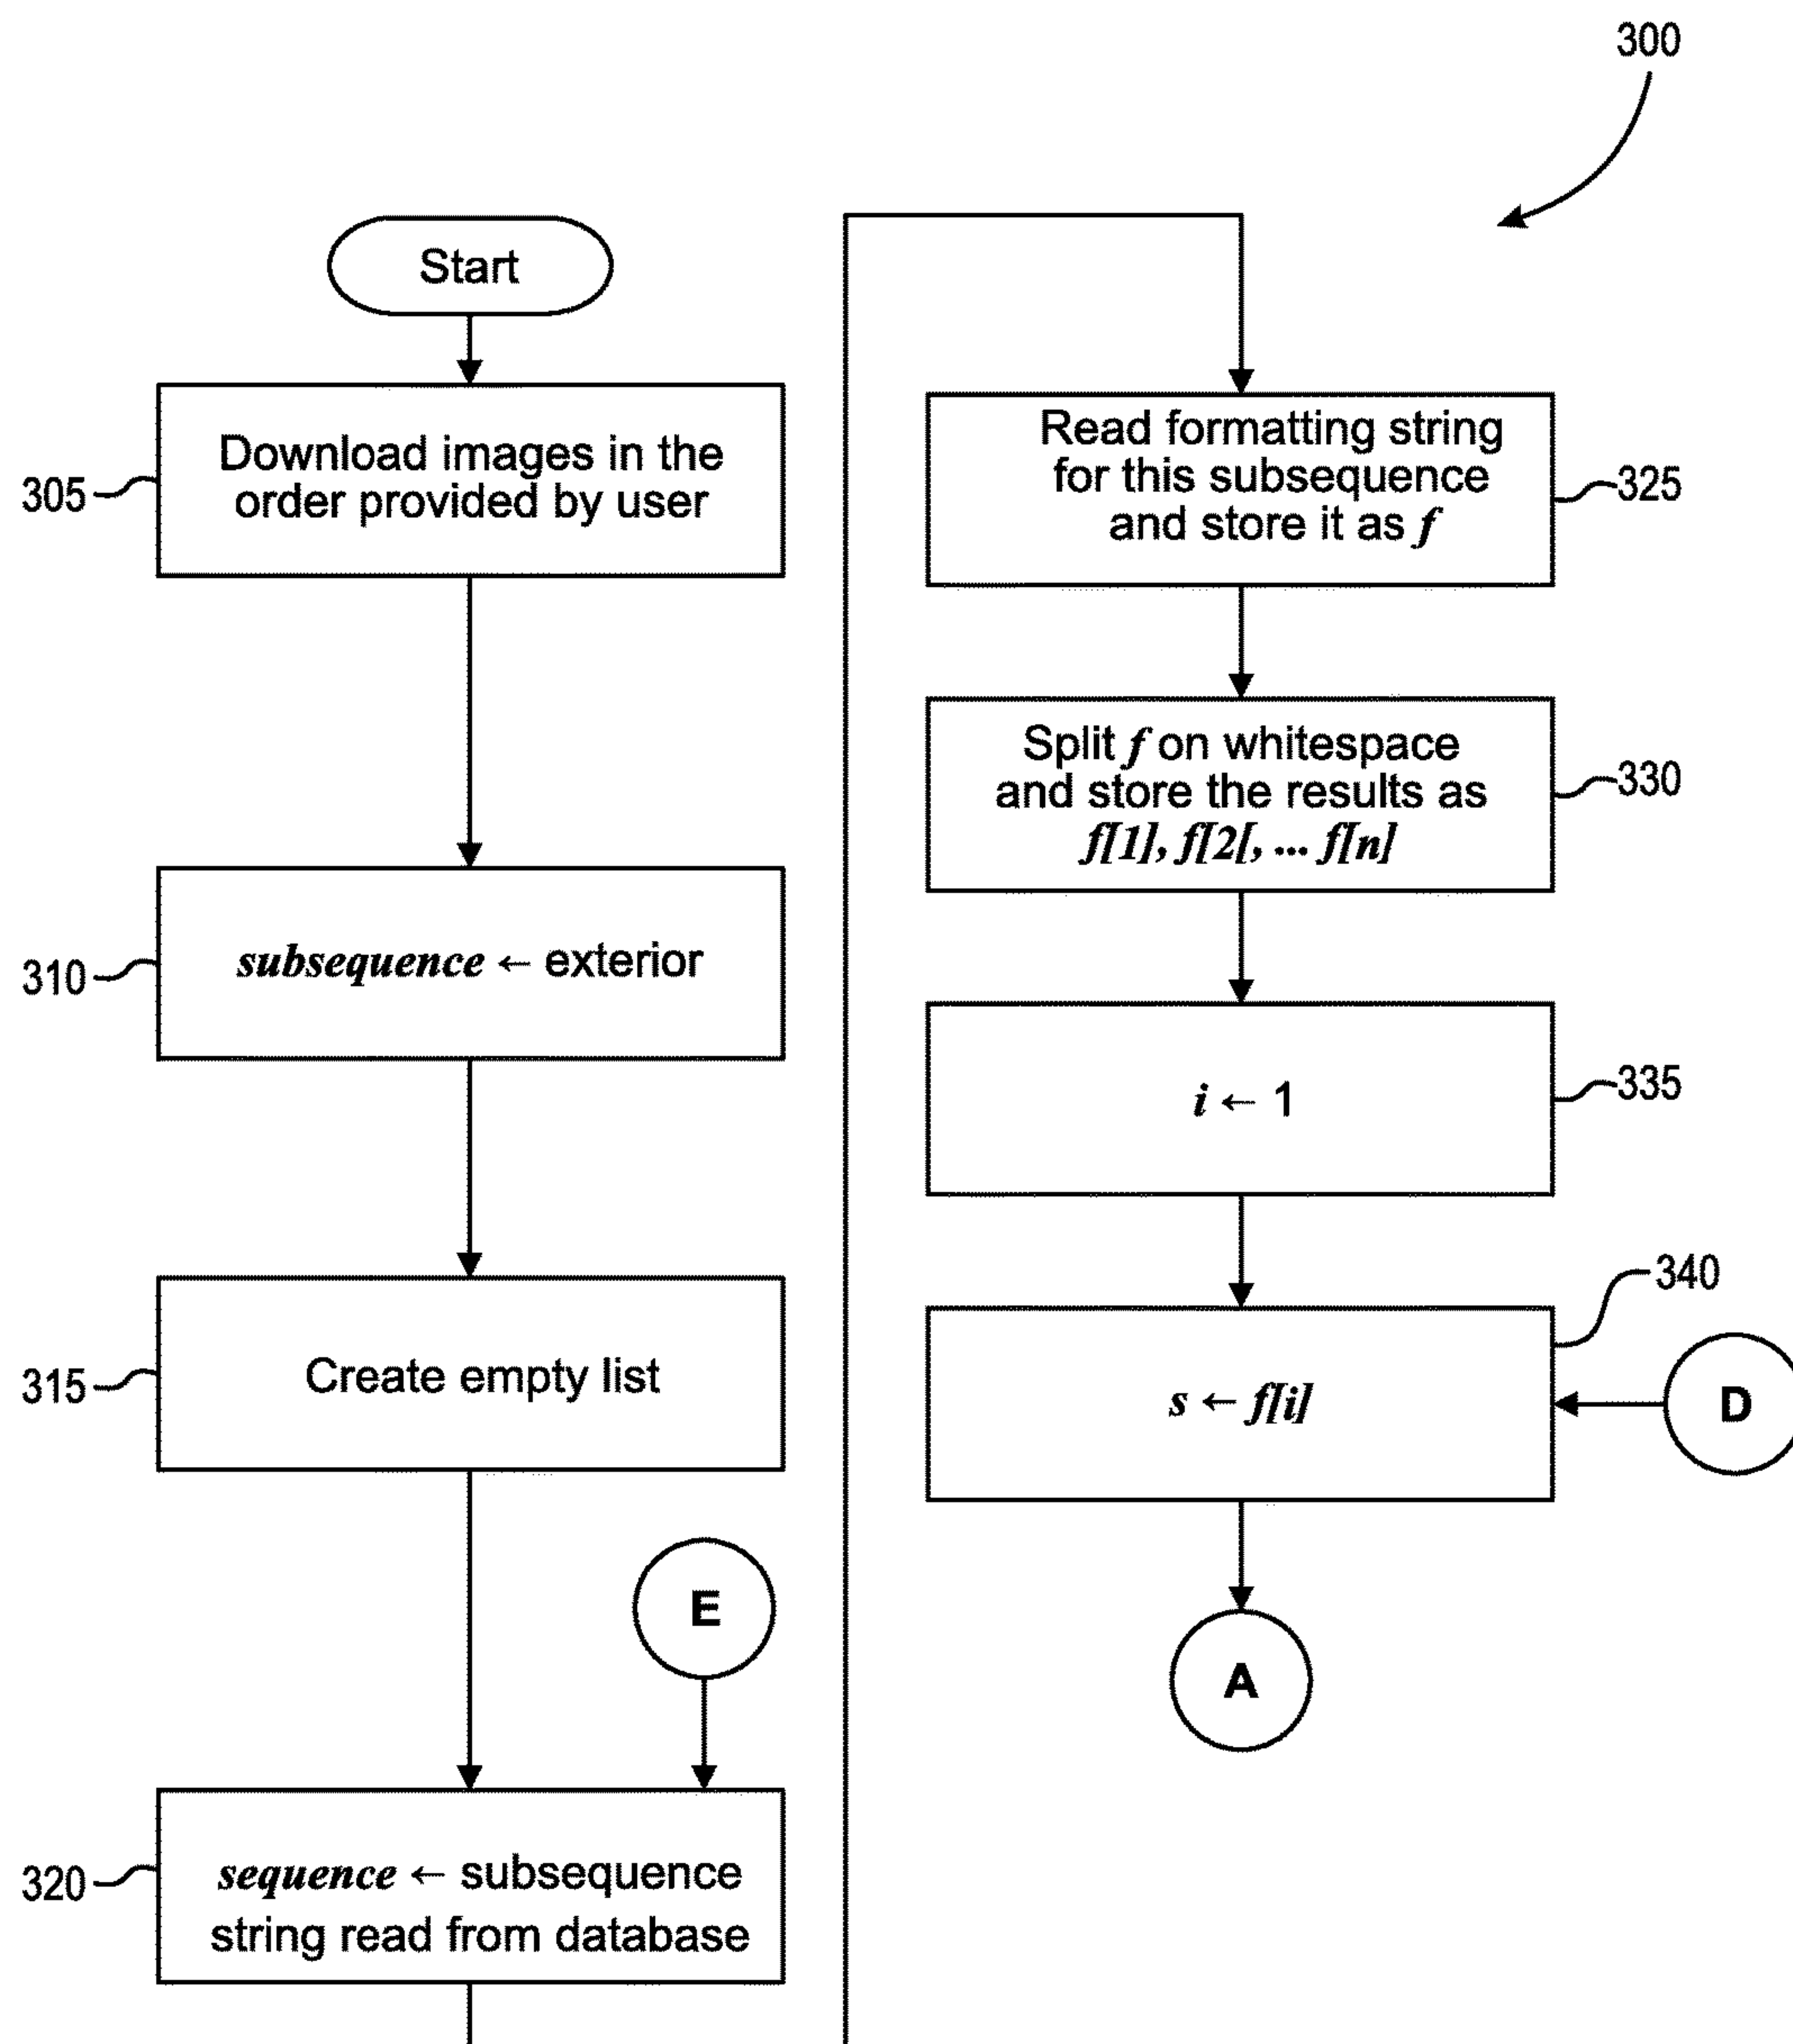 300
Start
305
Download images in the
order provided by user
310
subsequence ← exterior
315
Create empty list
E
320
sequence ← subsequence
string read from database
Read formatting string
for this subsequence
and store it as f
325
Split f on whitespace
and store the results as
f[1], f[2[, ... f[n]
330
i ← 1
335
340
s ← f[i]
D
A